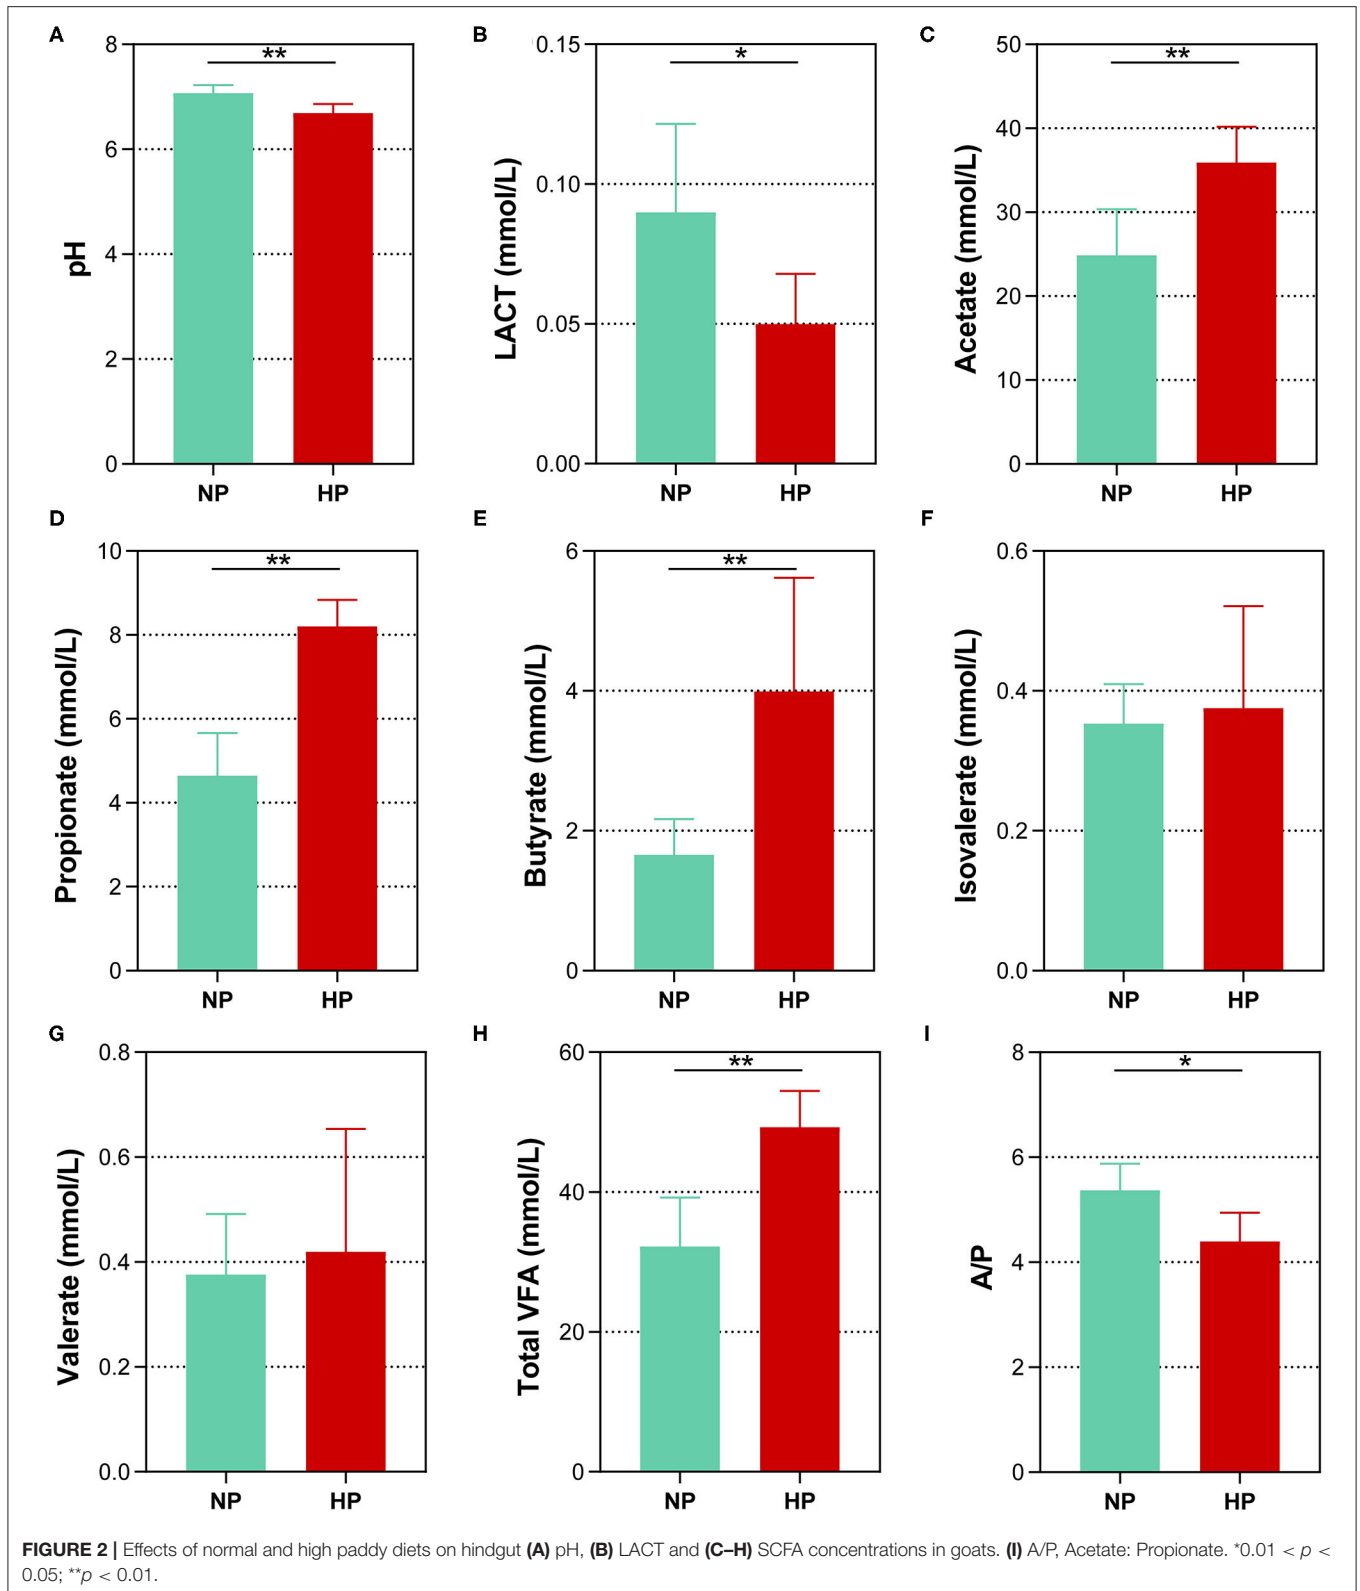 A
8
6
4
2
0
pH
**
NP HP
B
0.15
0.10
0.05
0.00
LACT (mmol/L)
*
NP HP
C
50
40
30
20
10
0
Acetate (mmol/L)
**
NP HP
D
10
8
6
4
2
0
Propionate (mmol/L)
**
NP HP
E
6
4
2
0
Butyrate (mmol/L)
**
NP HP
F
0.6
0.4
0.2
0.0
Isovalerate (mmol/L)
NP HP
G
0.8
0.6
0.4
0.2
0.0
Valerate (mmol/L)
NP HP
H
60
40
20
0
Total VFA (mmol/L)
**
NP HP
I
8
6
4
2
0
A/P
*
NP HP
FIGURE 2 | Effects of normal and high paddy diets on hindgut (A) pH, (B) LACT and (C–H) SCFA concentrations in goats. (I) A/P, Acetate: Propionate. *0.01 < p <
0.05; **p < 0.01.